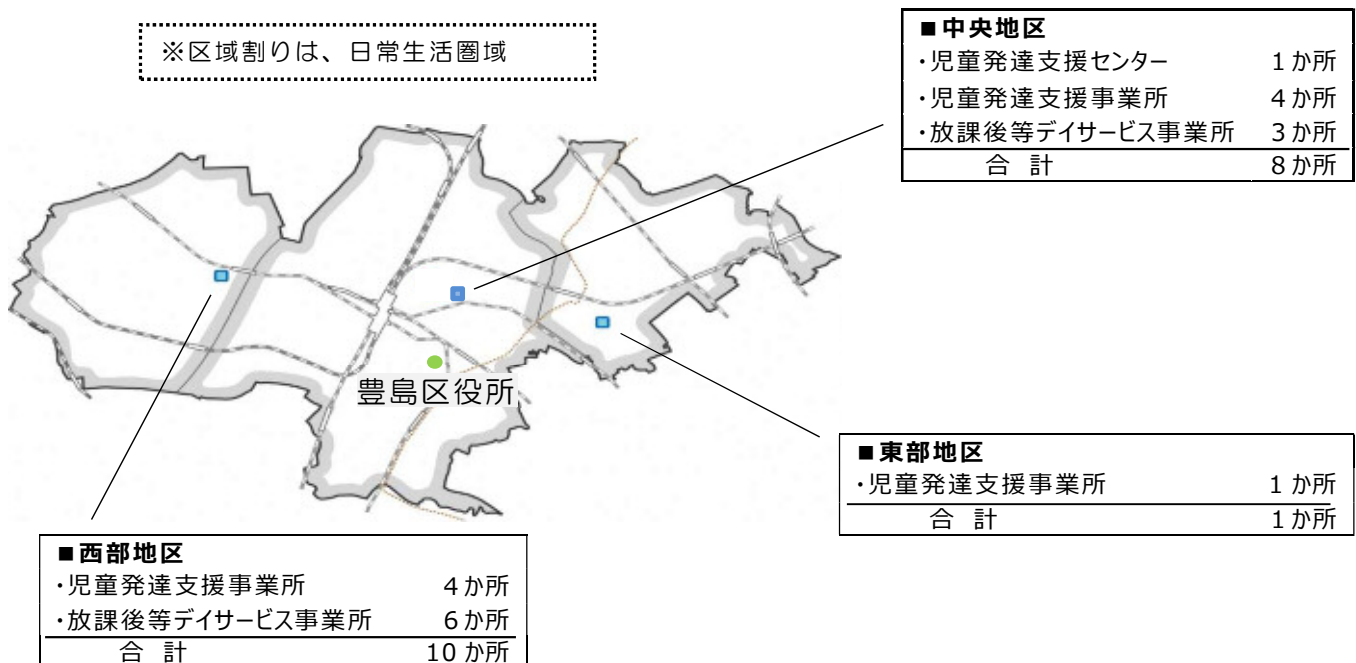 ※区域割りは、日常生活圏域
■中央地区
・児童発達支援センター 1か所
・児童発達支援事業所 4か所
・放課後等デイサービス事業所 3か所
合 計 8か所
豊島区役所
■東部地区
・児童発達支援事業所 1か所
合 計 1か所
■西部地区
・児童発達支援事業所 4か所
・放課後等デイサービス事業所 6か所
合 計 10か所